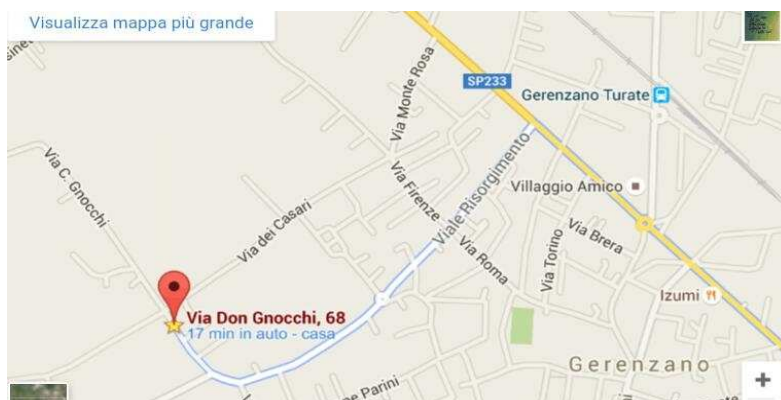 Visualizza mappa più grande
Via Monte Rosa
SP233
Gerenzano Turate
Via C. Gnocchi
Via Firenze
Viale Risorgimento
Villaggio Amico
Via dei Casari
Via Roma
Via Torino
Via Brera
Izumi
Via Don Gnocchi, 68
17 min in auto - casa
Gerenzano
De Parini
+